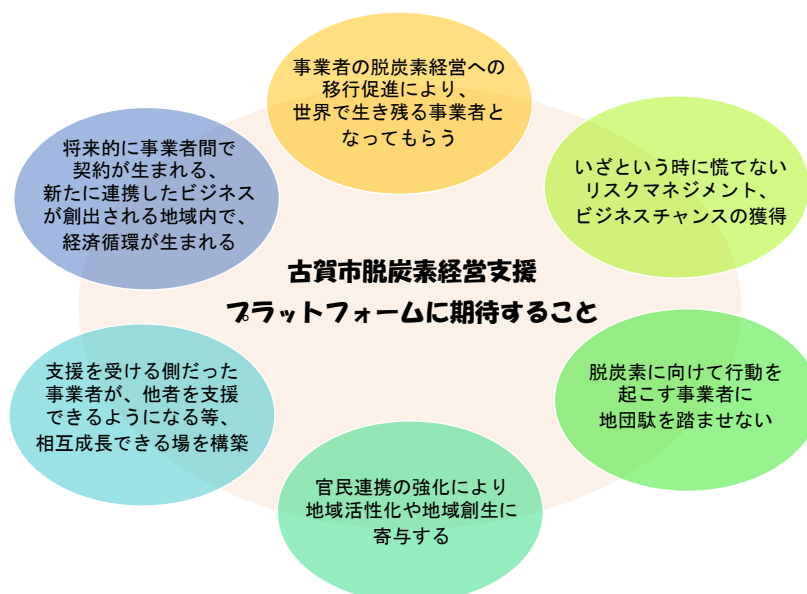 事業者の脱炭素経営への
移行促進により、
世界で生き残る事業者と
なってもらう
将来的に事業者間で
契約が生まれる、
新たに連携したビジネス
が創出される地域内で、
経済循環が生まれる
いざという時に慌てない
リスクマネジメント、
ビジネスチャンスの獲得
古賀市脱炭素経営支援
プラットフォームに期待すること
支援を受ける側だった
事業者が、他者を支援
できるようになる等、
相互成長できる場を構築
脱炭素に向けて行動を
起こす事業者に
地団駄を踏ませない
官民連携の強化により
地域活性化や地域創生に
寄与する